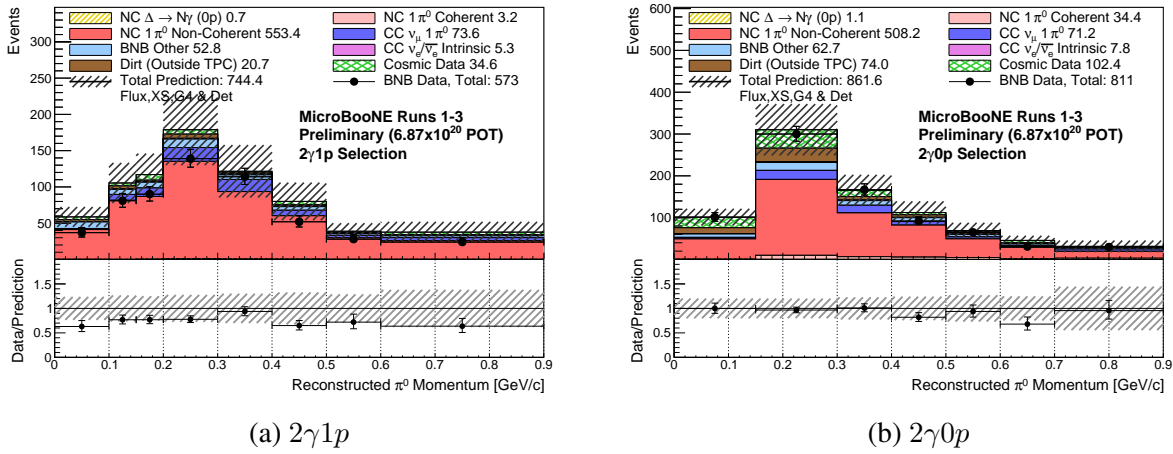 NC Δ → Nγ (0p) 0.7
NC 1π⁰ Coherent 3.2
NC 1π⁰ Non-Coherent 553.4
CC νμ 1π⁰ 73.6
BNB Other 52.8
CC νe/ν̅e Intrinsic 5.3
Dirt (Outside TPC) 20.7
Cosmic Data 34.6
Total Prediction: 744.4
BNB Data, Total: 573
Flux,XS,G4 & Det
MicroBooNE Runs 1-3
Preliminary (6.87x10²⁰ POT)
2γ1p Selection
Events
300
250
200
150
100
50
Data/Prediction
1.5
1
0.5
0
0 0.1 0.2 0.3 0.4 0.5 0.6 0.7 0.8 0.9
Reconstructed π⁰ Momentum [GeV/c]
(a) 2γ1p
NC Δ → Nγ (0p) 1.1
NC 1π⁰ Coherent 34.4
NC 1π⁰ Non-Coherent 508.2
CC νμ 1π⁰ 71.2
BNB Other 62.7
CC νe/ν̅e Intrinsic 7.8
Dirt (Outside TPC) 74.0
Cosmic Data 102.4
Total Prediction: 861.6
BNB Data, Total: 811
Flux,XS,G4 & Det
MicroBooNE Runs 1-3
Preliminary (6.87x10²⁰ POT)
2γ0p Selection
Events
600
500
400
300
200
100
Data/Prediction
1.5
1
0.5
0
0 0.1 0.2 0.3 0.4 0.5 0.6 0.7 0.8 0.9
Reconstructed π⁰ Momentum [GeV/c]
(b) 2γ0p